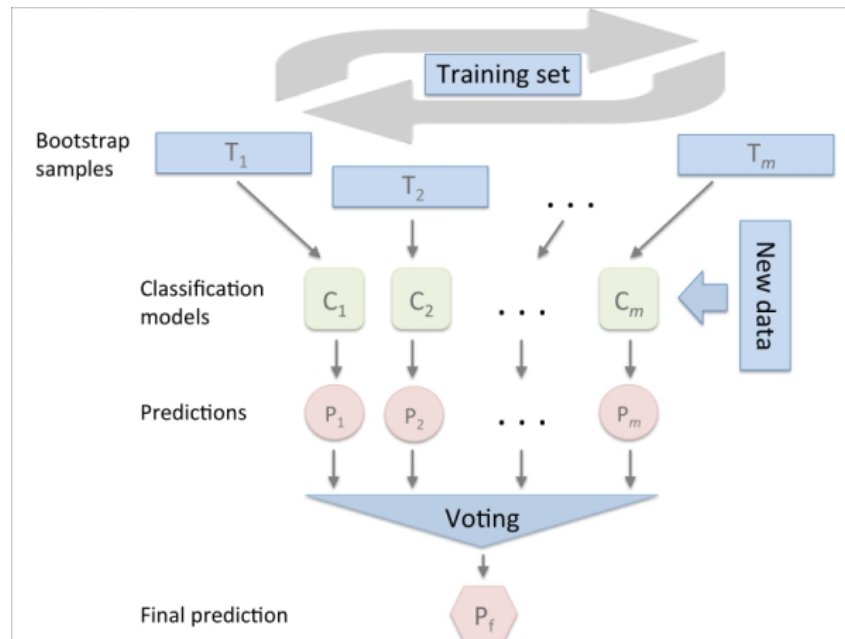 Training set
Bootstrap
samples
T₁
T₂
. . .
Tₘ
Classification
models
C₁
C₂
. . .
Cₘ
New data
Predictions
P₁
P₂
. . .
Pₘ
Voting
Final prediction
P_f